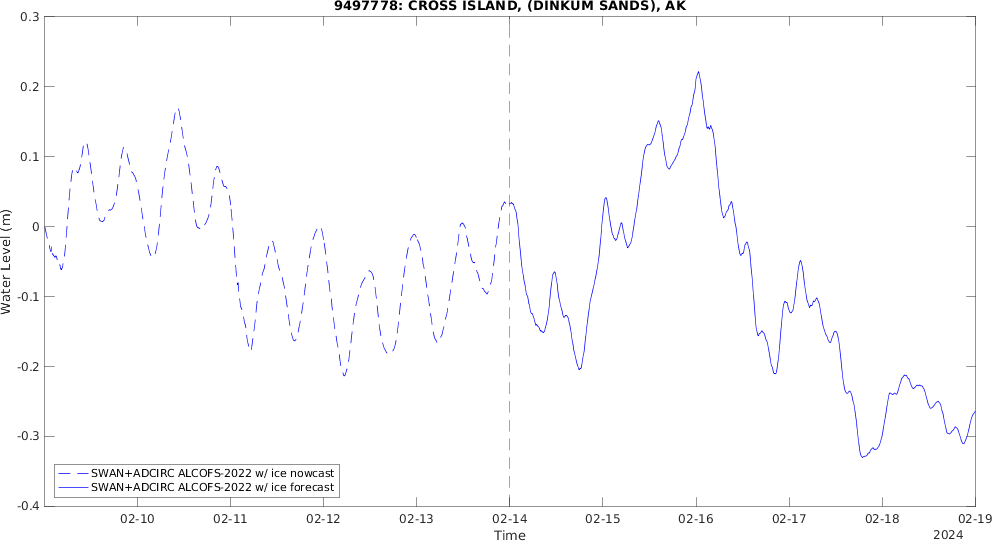 9497778: CROSS ISLAND, (DINKUM SANDS), AK
0.3
0.2
0.1
0
-0.1
-0.2
-0.3
-0.4
Water Level (m)
SWAN+ADCIRC ALCOFS-2022 w/ ice nowcast
SWAN+ADCIRC ALCOFS-2022 w/ ice forecast
02-10 02-11 02-12 02-13 02-14 02-15 02-16 02-17 02-18 02-19
Time
2024